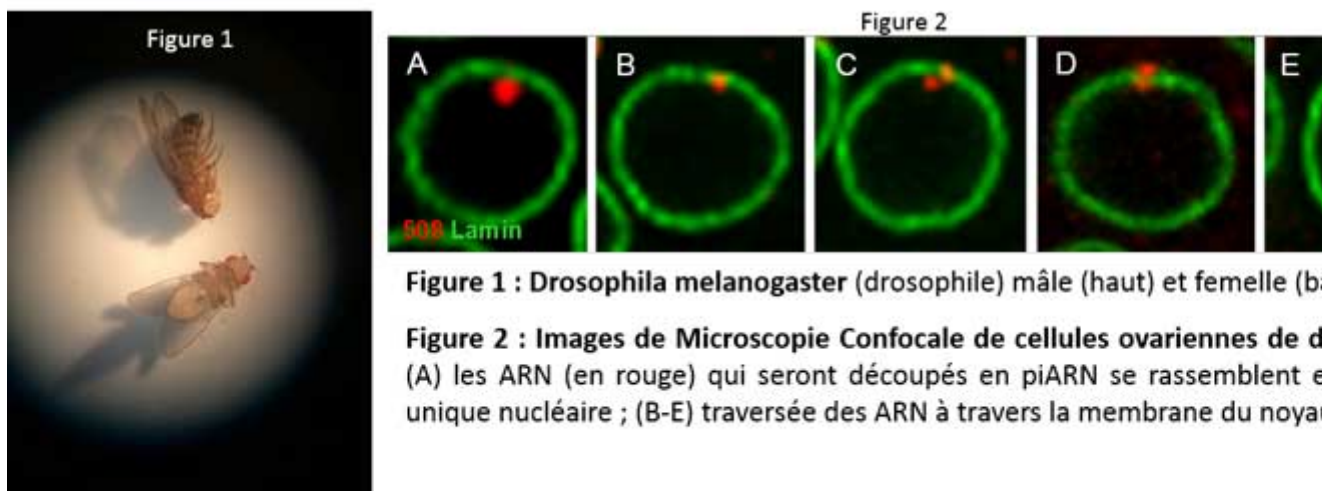 Figure 1
Figure 2
A
B
C
D
E
508 Lamin
Figure 1 : Drosophila melanogaster (drosophile) mâle (haut) et femelle
Figure 2 : Images de Microscopie Confocale de cellules ovariennes de
(A) les ARN (en rouge) qui seront découpés en piARN se rassemblent
unique nucléaire ; (B-E) traversée des ARN à travers la membrane du